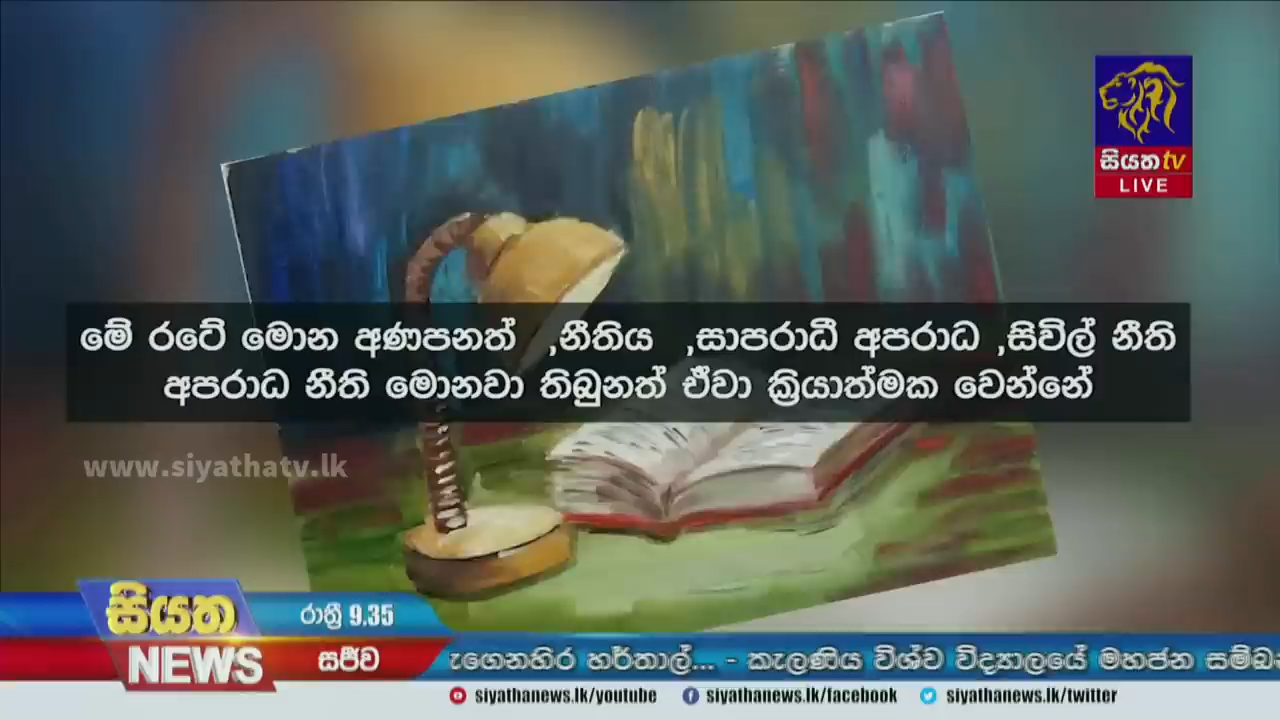 සියත tv
LIVE
මේ රටේ මොන අණපනත් ,නීතිය ,සාපරාධී අපරාධ ,සිවිල් නීති
අපරාධ නීති මොනවා තිබුනත් ඒවා ක්‍රියාත්මක වෙන්නේ
www.siyathatv.lk
සියත
NEWS
රාත්‍රී 9.35
සජීව
ැගෙනහිර හර්තාල්... - කැලණිය විශ්ව විද්‍යාලයේ මහජන සම්බ
siyathanews.lk/youtube siyathanews.lk/facebook siyathanews.lk/twitter